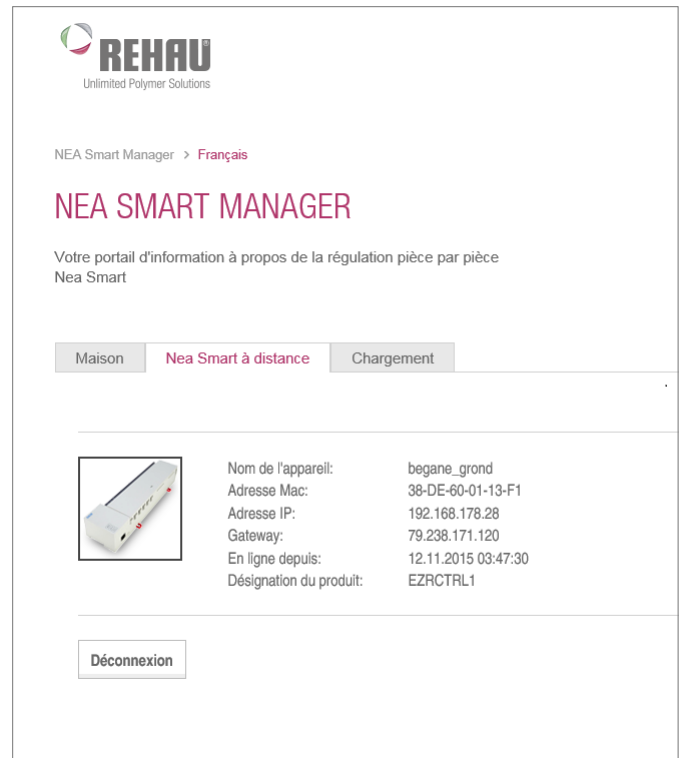 REHAU®
Unlimited Polymer Solutions
NEA Smart Manager > Français
NEA SMART MANAGER
Votre portail d'information à propos de la régulation pièce par pièce
Nea Smart
Maison Nea Smart à distance Chargement
.
Nom de l'appareil: begane_grond
Adresse Mac: 38-DE-60-01-13-F1
Adresse IP: 192.168.178.28
Gateway: 79.238.171.120
En ligne depuis: 12.11.2015 03:47:30
Désignation du produit: EZRCTRL1
Déconnexion